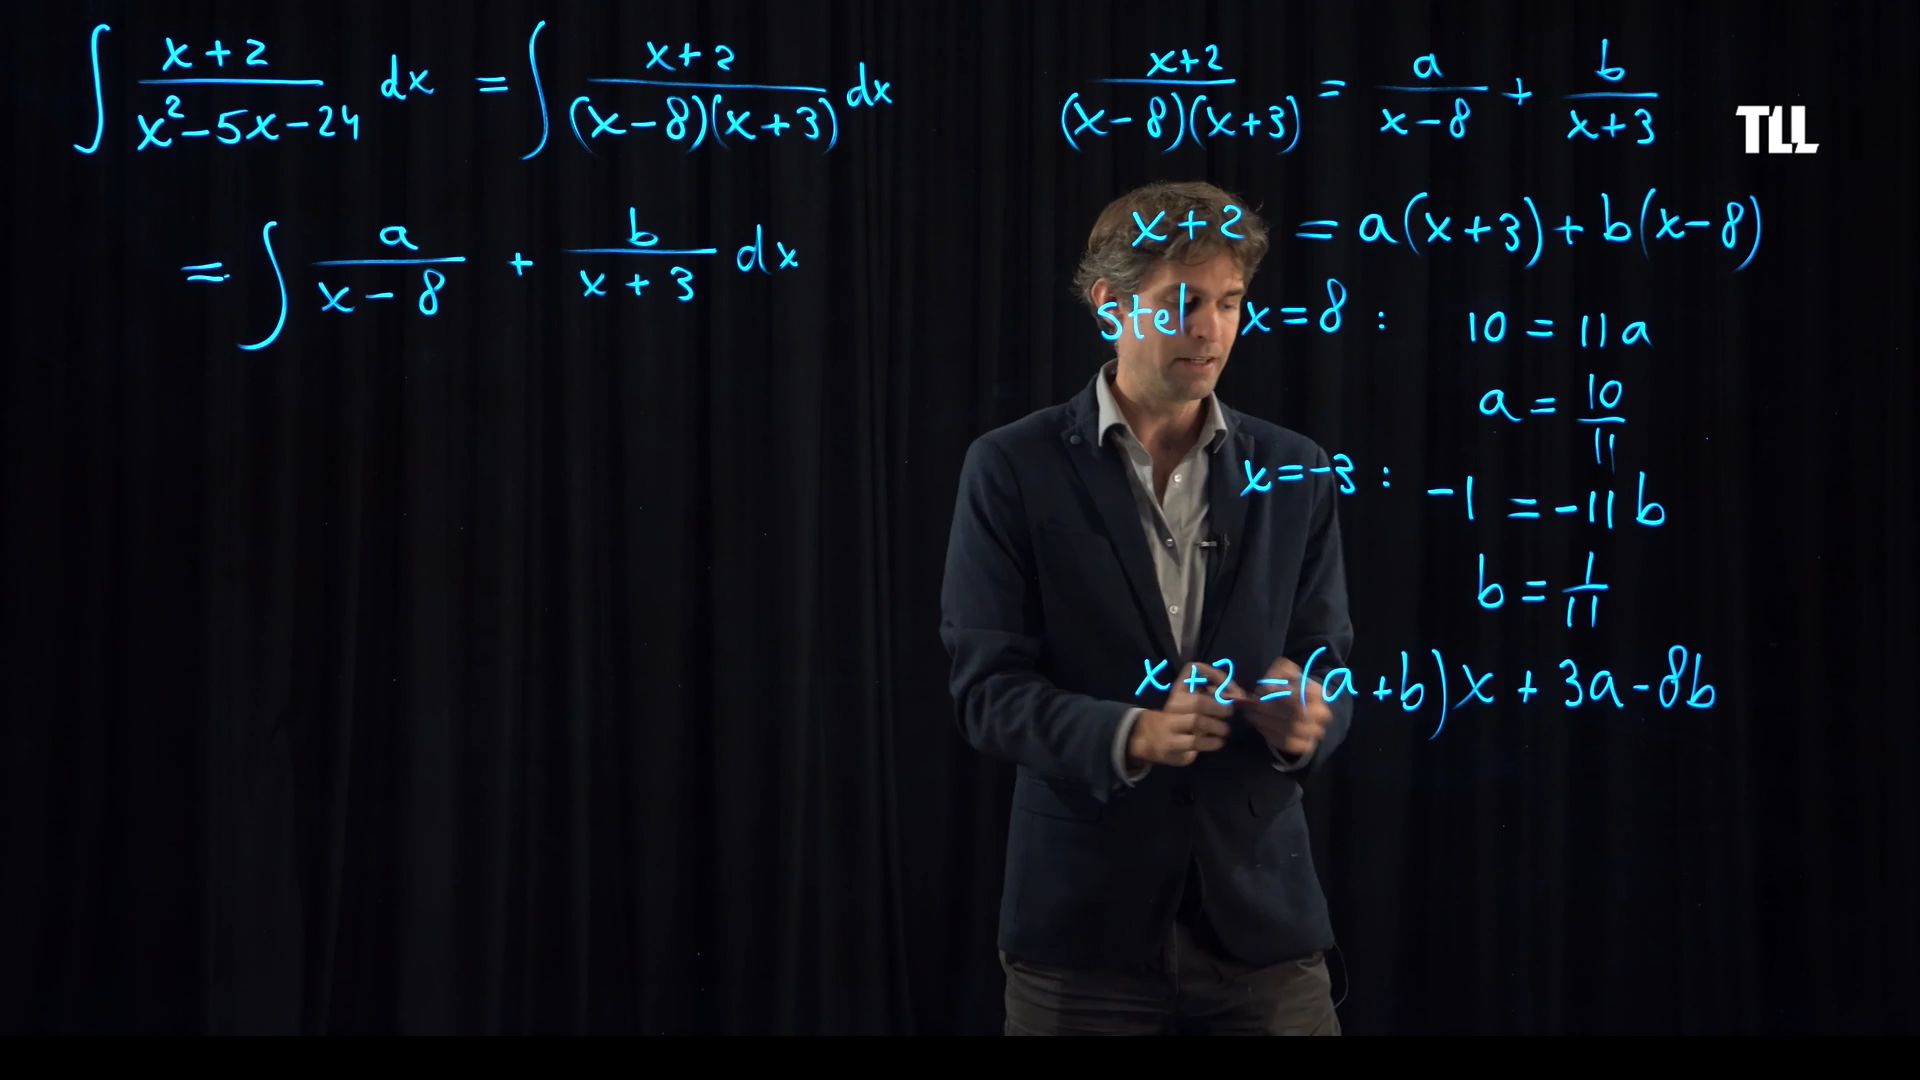 ∫ (x+2)/(x²-5x-24) dx = ∫ (x+2)/((x-8)(x+3)) dx
= ∫ a/(x-8) + b/(x+3) dx
(x+2)/((x-8)(x+3)) = a/(x-8) + b/(x+3)
TLL
x+2 = a(x+3)+b(x-8)
stel x=8: 10 = 11a
a = 10/11
x=-3: -1 = -11b
b = 1/11
x+2=(a+b)x+3a-8b